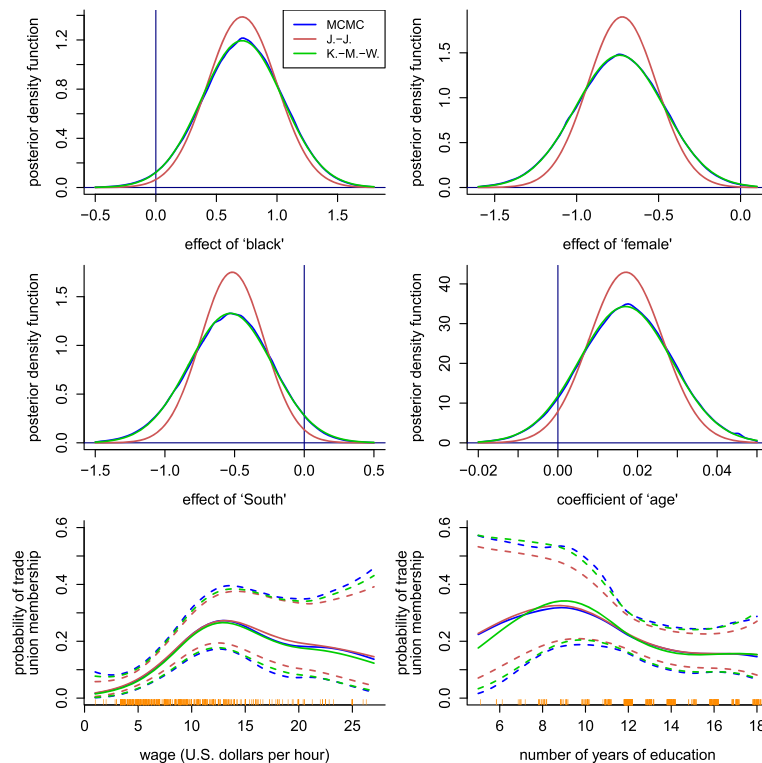 MCMC
J.−J.
K.−M.−W.
posterior density function
0.0 0.4 0.8 1.2
−0.5 0.0 0.5 1.0 1.5
effect of ‘black'
posterior density function
0.0 0.5 1.0 1.5
−1.5 −1.0 −0.5 0.0
effect of ‘female'
posterior density function
0.0 0.5 1.0 1.5
−1.5 −1.0 −0.5 0.0 0.5
effect of ‘South'
posterior density function
0 10 20 30 40
−0.02 0.00 0.02 0.04
coefficient of ‘age'
probability of trade
union membership
0.0 0.2 0.4 0.6
0 5 10 15 20 25
wage (U.S. dollars per hour)
probability of trade
union membership
0.0 0.2 0.4 0.6
6 8 10 12 14 16 18
number of years of education